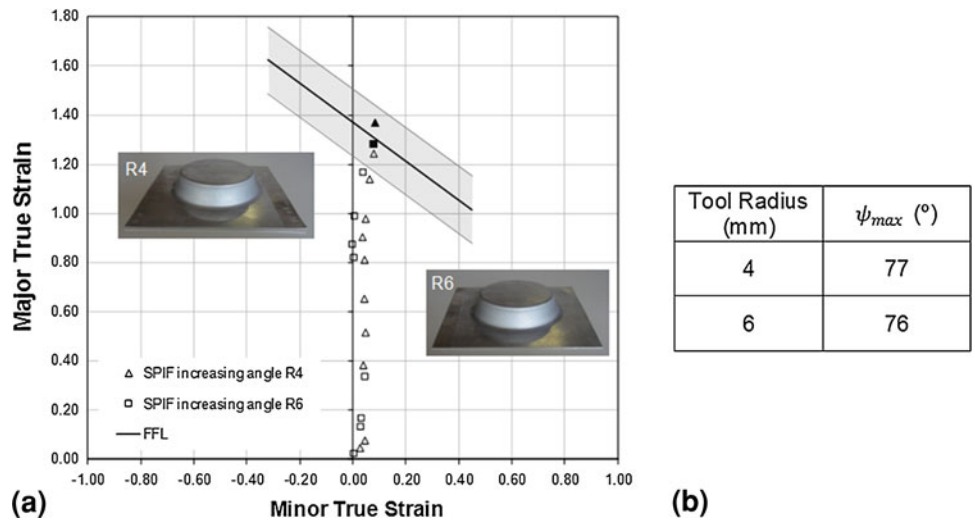 1.80
1.60
1.40
1.20
1.00
0.80
0.60
0.40
0.20
0.00
Major True Strain
R4
R6
SPIF increasing angle R4
SPIF increasing angle R6
FFL
-1.00 -0.80 -0.60 -0.40 -0.20 0.00 0.20 0.40 0.60 0.80 1.00
Minor True Strain
(a)
Tool Radius (mm) ψmax (º)
4 77
6 76
(b)